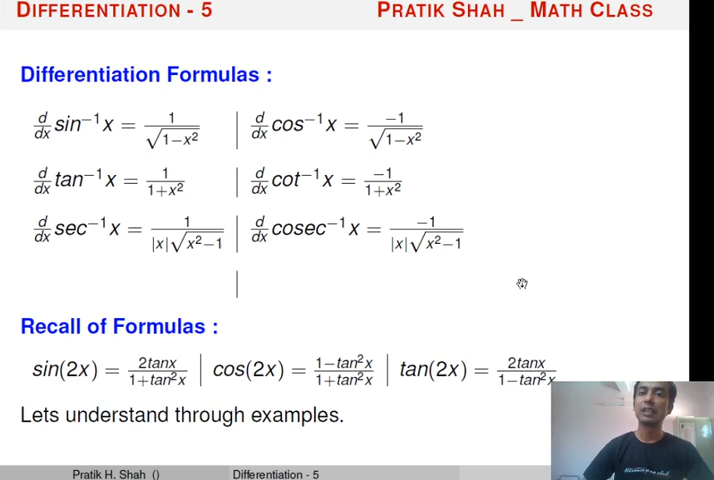 DIFFERENTIATION - 5 PRATIK SHAH _ MATH CLASS
Differentiation Formulas :
d/dx sin⁻¹x = 1/√(1−x²) | d/dx cos⁻¹x = −1/√(1−x²)
d/dx tan⁻¹x = 1/(1+x²) | d/dx cot⁻¹x = −1/(1+x²)
d/dx sec⁻¹x = 1/(|x|√(x²−1)) | d/dx cosec⁻¹x = −1/(|x|√(x²−1))
|
Recall of Formulas :
sin(2x) = 2tanx/(1+tan²x) | cos(2x) = (1−tan²x)/(1+tan²x) | tan(2x) = 2tanx/(1−tan²x)
Lets understand through examples.
Pratik H. Shah () Differentiation - 5